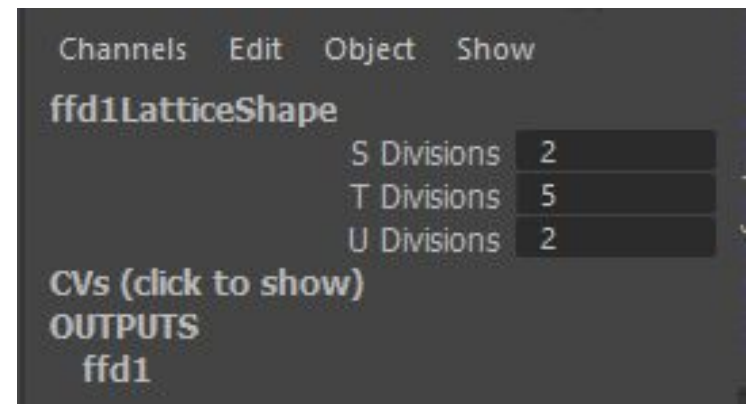 Channels Edit Object Show
ffd1LatticeShape
S Divisions 2
T Divisions 5
U Divisions 2
CVs (click to show)
OUTPUTS
ffd1